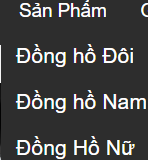 Sản Phẩm
Đồng hồ Đôi
Đồng hồ Nam
Đồng Hồ Nữ